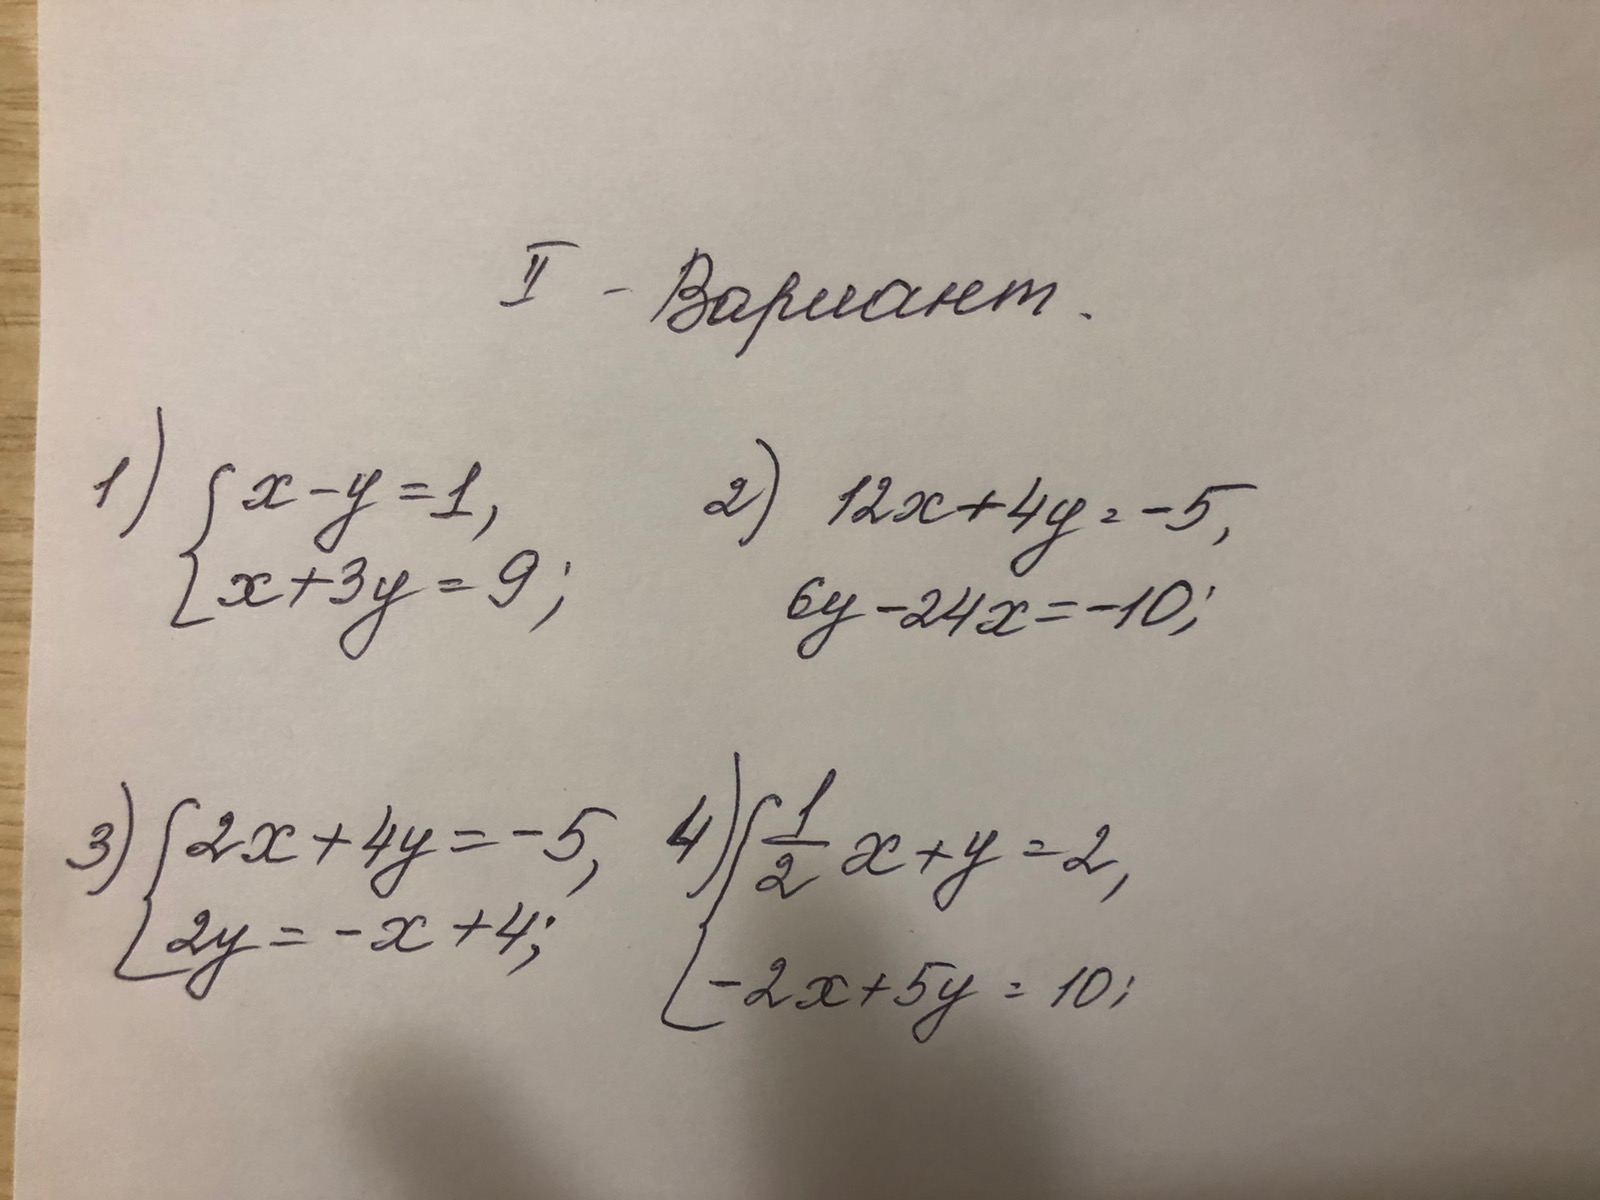 II - Вариант.
1) { x-y=1,
x+3y=9;
2) 12x+4y=-5,
6y-24x=-10;
3) { 2x+4y=-5,
2y=-x+4;
4) { 1/2 x+y=2,
-2x+5y=10;